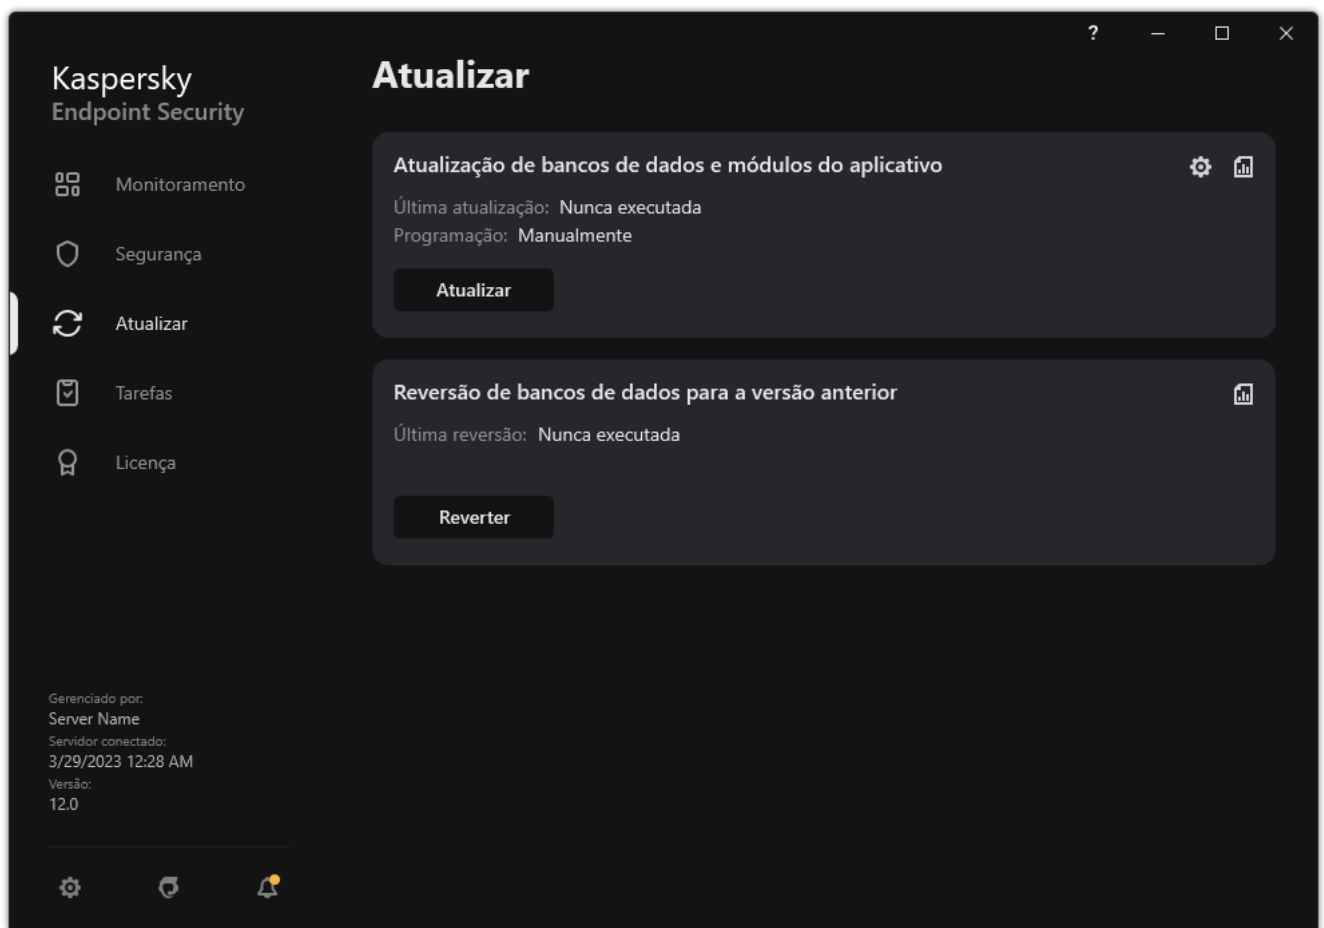 ?
Kaspersky
Endpoint Security
Monitoramento
Segurança
Atualizar
Tarefas
Licença
Gerenciado por:
Server Name
Servidor conectado:
3/29/2023 12:28 AM
Versão:
12.0
Atualizar
Atualização de bancos de dados e módulos do aplicativo
Última atualização: Nunca executada
Programação: Manualmente
Atualizar
Reversão de bancos de dados para a versão anterior
Última reversão: Nunca executada
Reverter